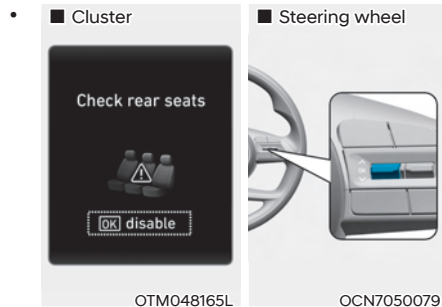 • ■ Cluster
■ Steering wheel
Check rear seats
OK disable
OTM048165L
OCN7050079